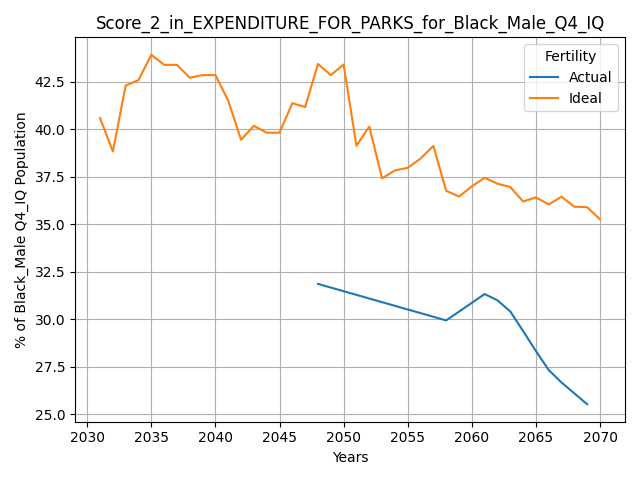 Score_2_in_EXPENDITURE_FOR_PARKS_for_Black_Male_Q4_IQ
Fertility
Actual
Ideal
% of Black_Male Q4_IQ Population
42.5
40.0
37.5
35.0
32.5
30.0
27.5
25.0
2030 2035 2040 2045 2050 2055 2060 2065 2070
Years